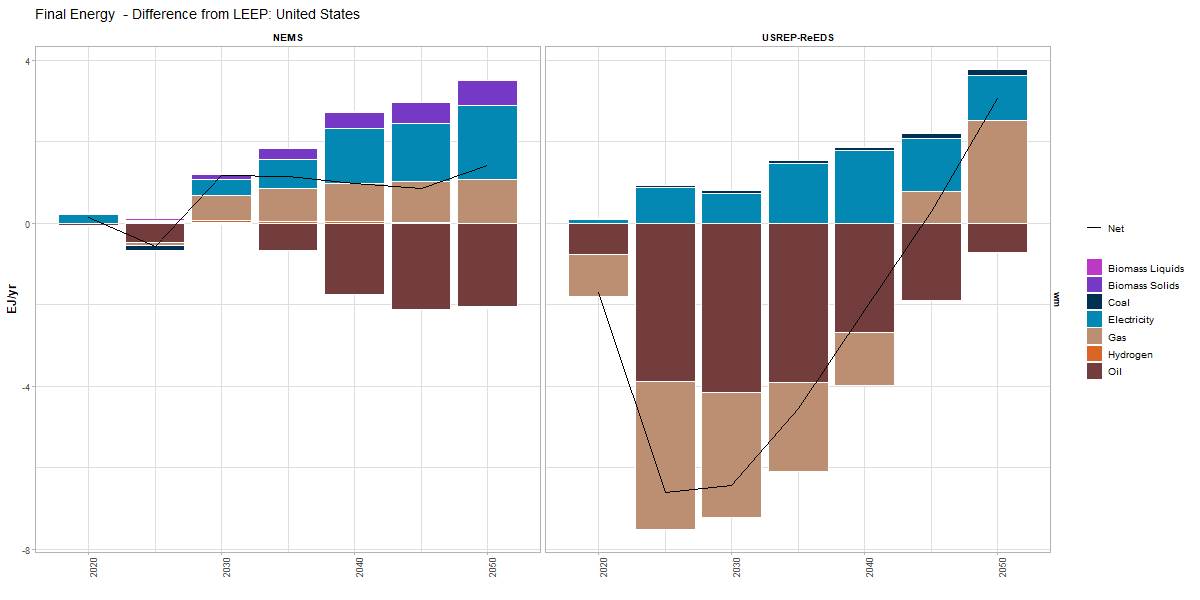 Final Energy - Difference from LEEP: United States
NEMS
USREP-ReEDS
4
0
-4
-8
EJ/yr
2020
2030
2040
2050
2020
2030
2040
2050
wm
Net
Biomass Liquids
Biomass Solids
Coal
Electricity
Gas
Hydrogen
Oil